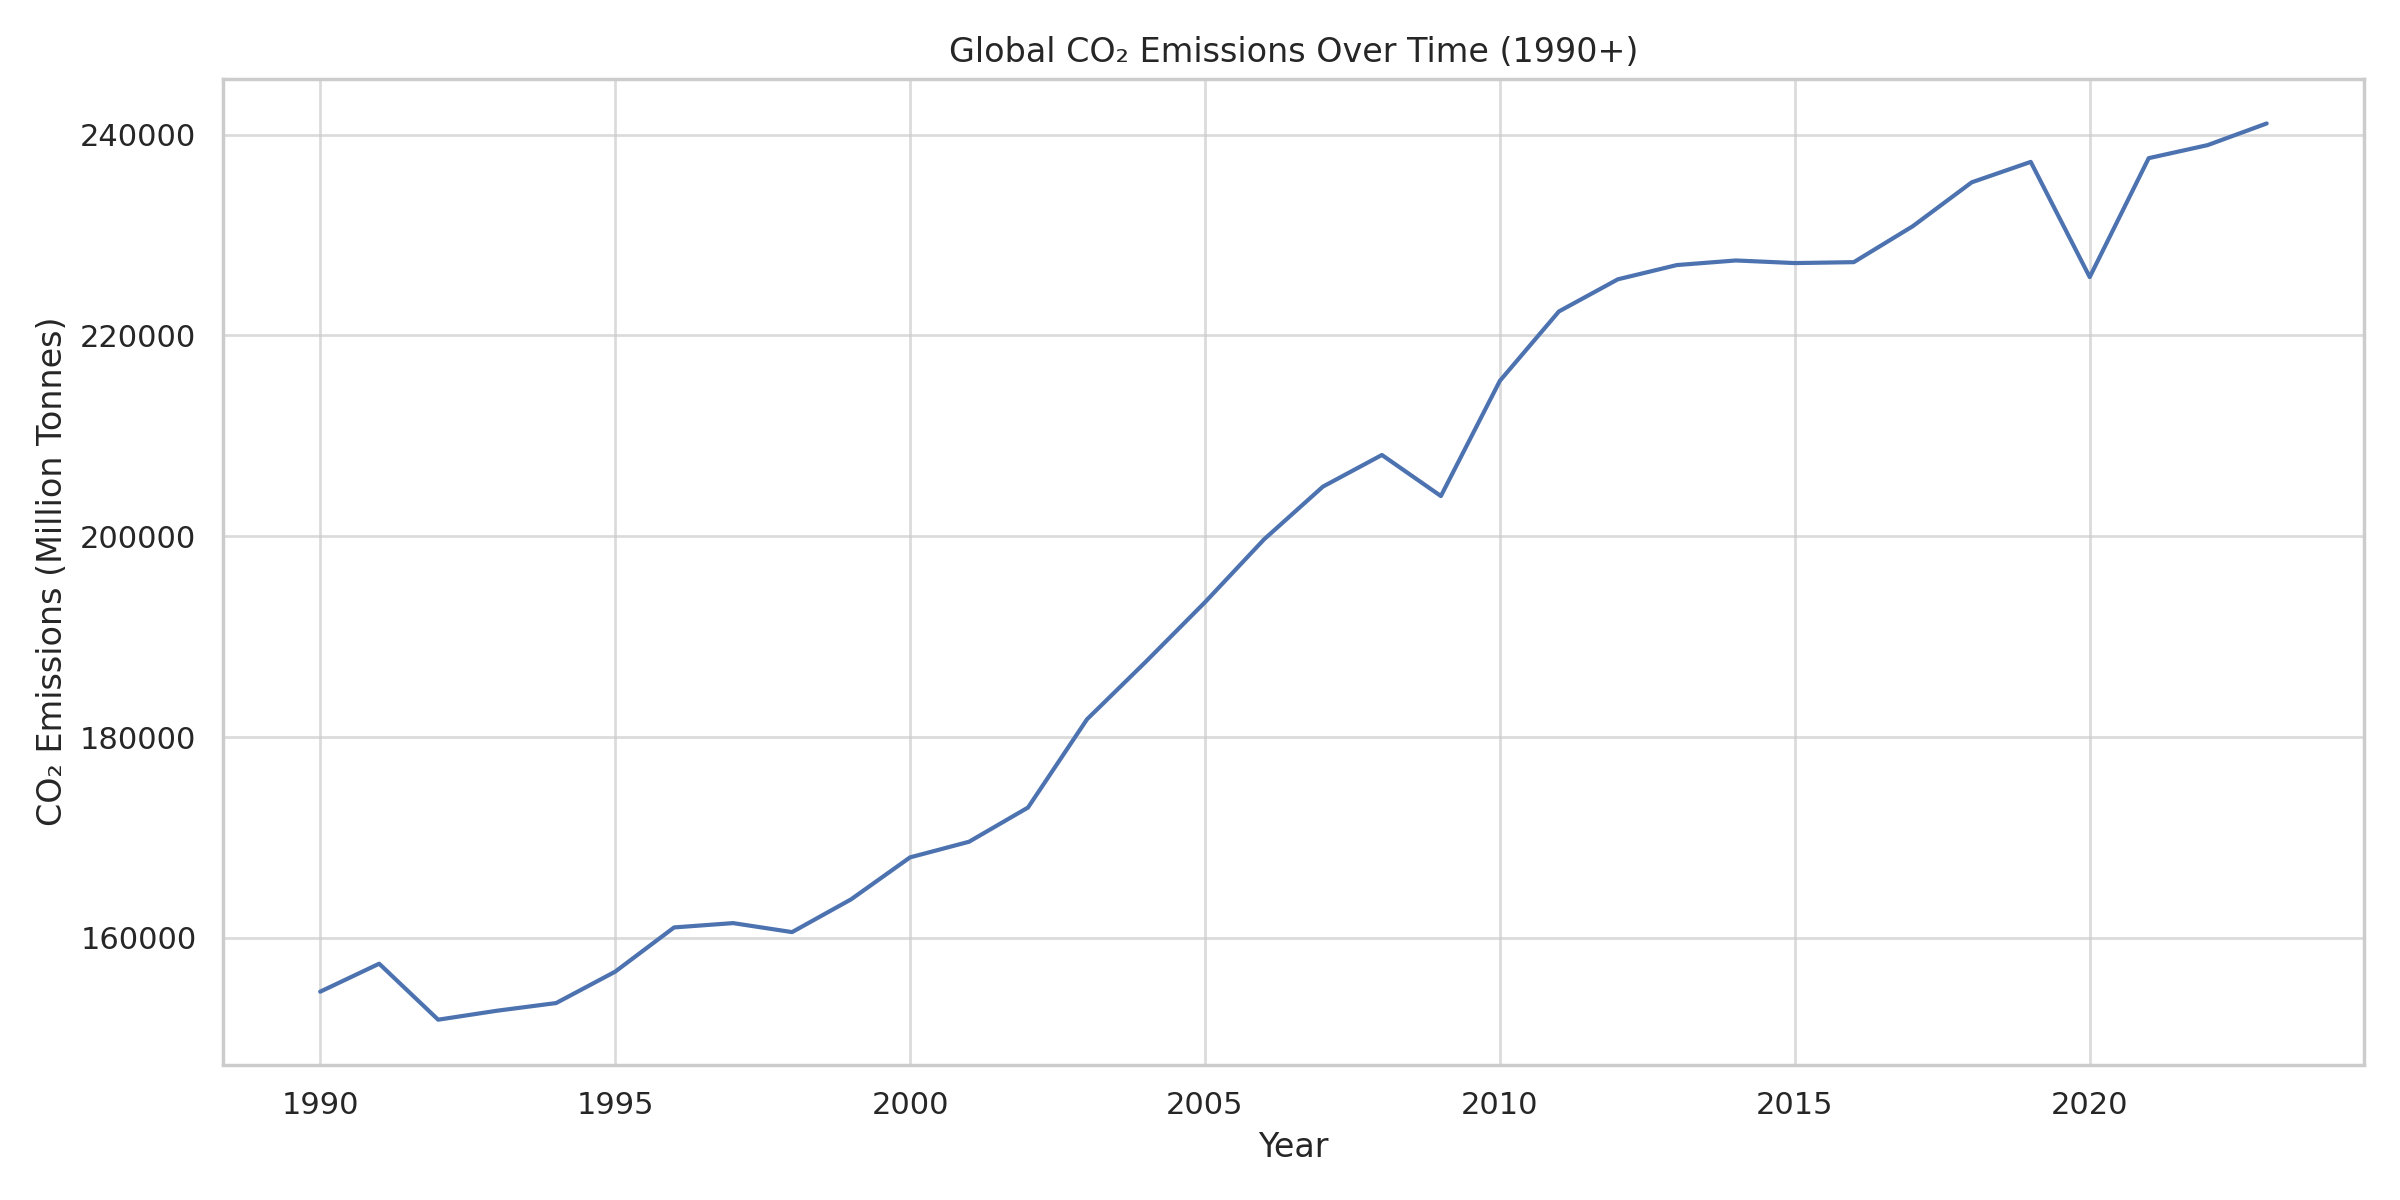 Global CO₂ Emissions Over Time (1990+)
CO₂ Emissions (Million Tonnes)
240000
220000
200000
180000
160000
1990 1995 2000 2005 2010 2015 2020
Year